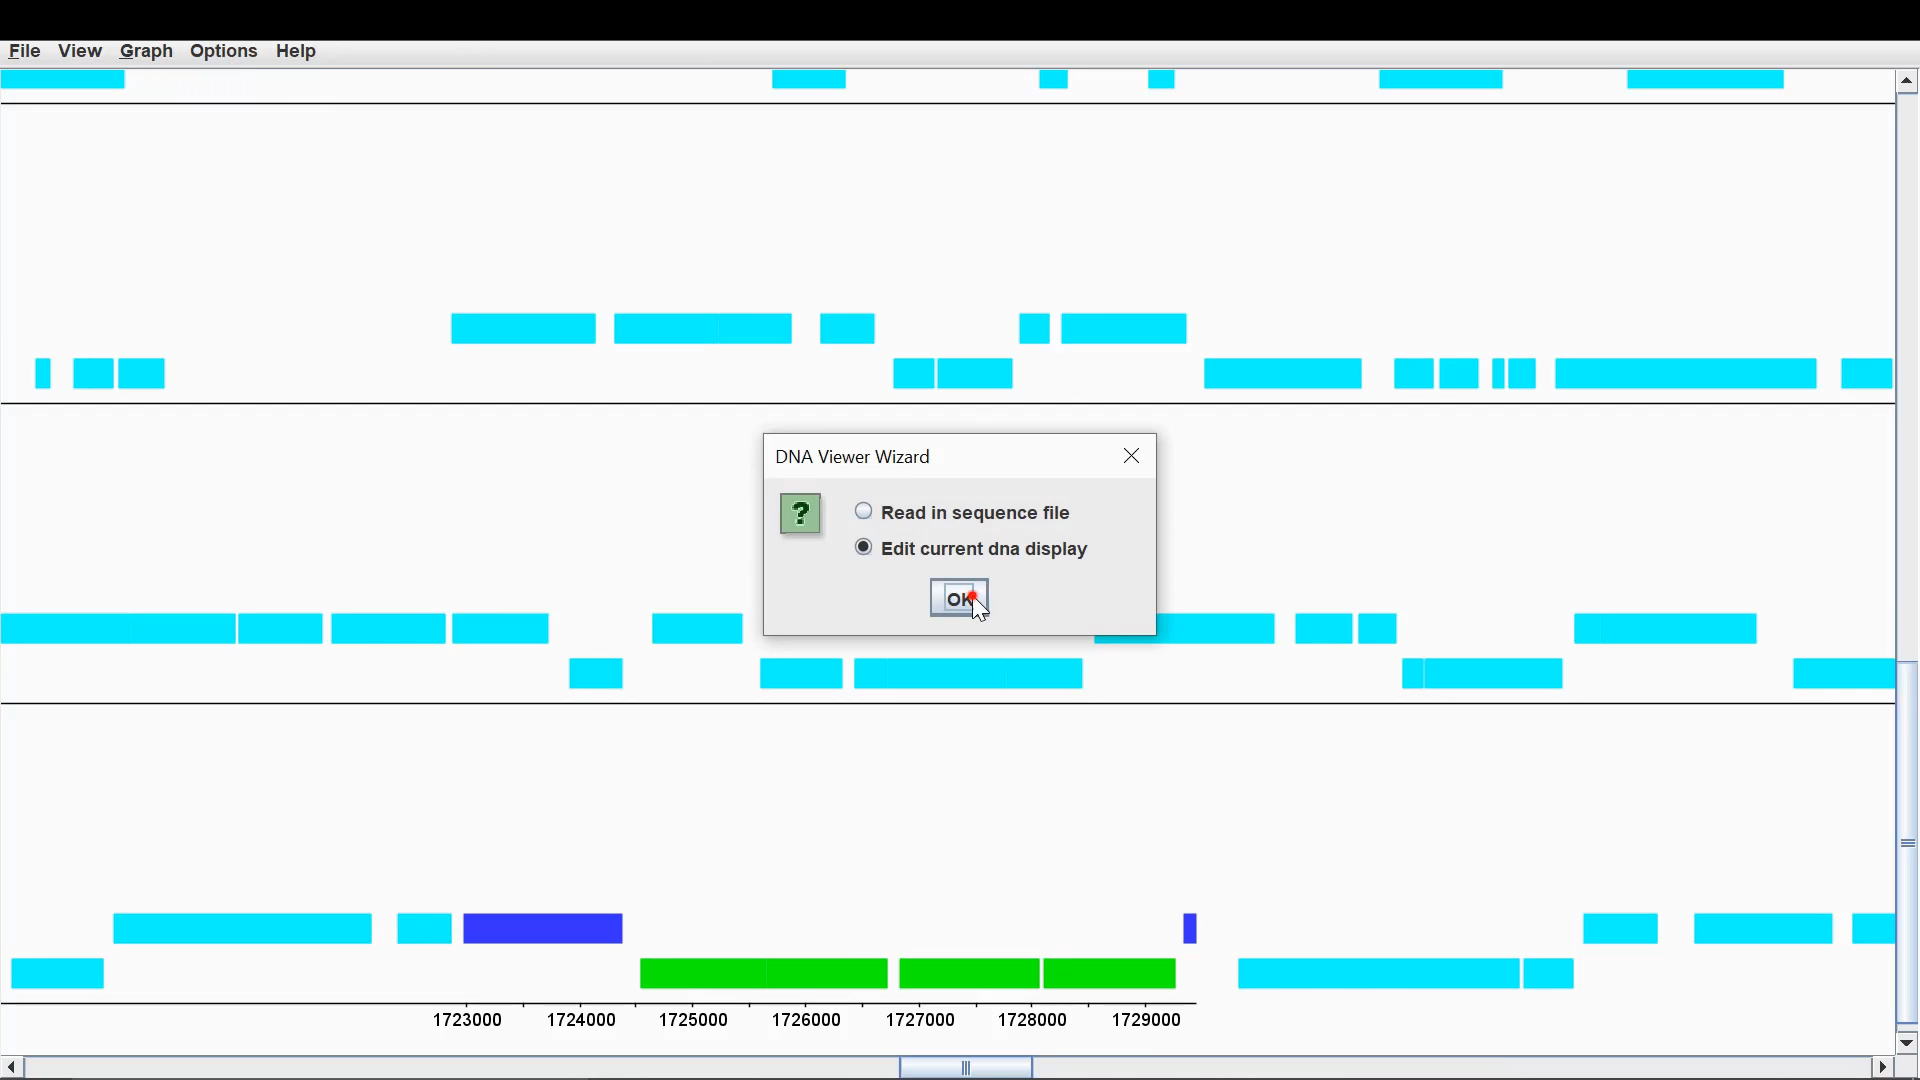 File View Graph Options Help
DNA Viewer Wizard
?
Read in sequence file
Edit current dna display
OK
1723000 1724000 1725000 1726000 1727000 1728000 1729000